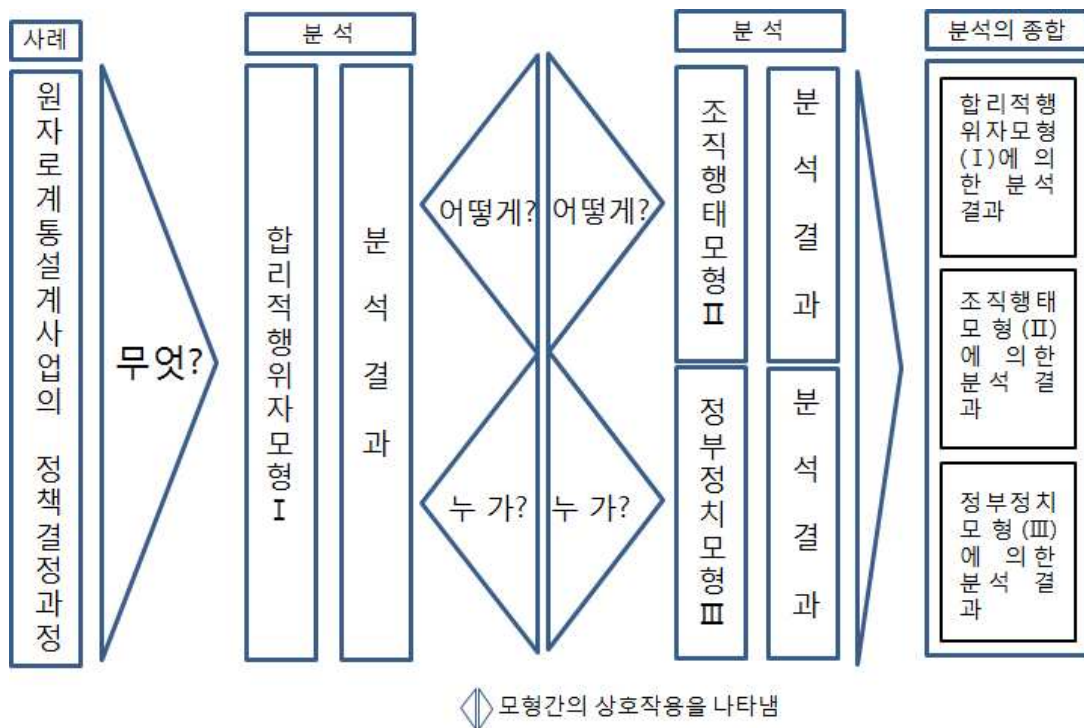 사례
원자로계통설계사업의 정책결정과정
무엇?
분 석
합리적행위자모형Ⅰ
분석결과
어떻게?
어떻게?
누 가?
누 가?
분 석
조직행태모형Ⅱ
분석결과
정부정치모형Ⅲ
분석결과
분석의 종합
합리적행
위자모형
(Ⅰ)에 의
한 분석
결과
조직행태
모형(Ⅱ)
에 의한
분석 결
과
정부정치
모형(Ⅲ)
에 의한
분석 결
과
모형간의 상호작용을 나타냄